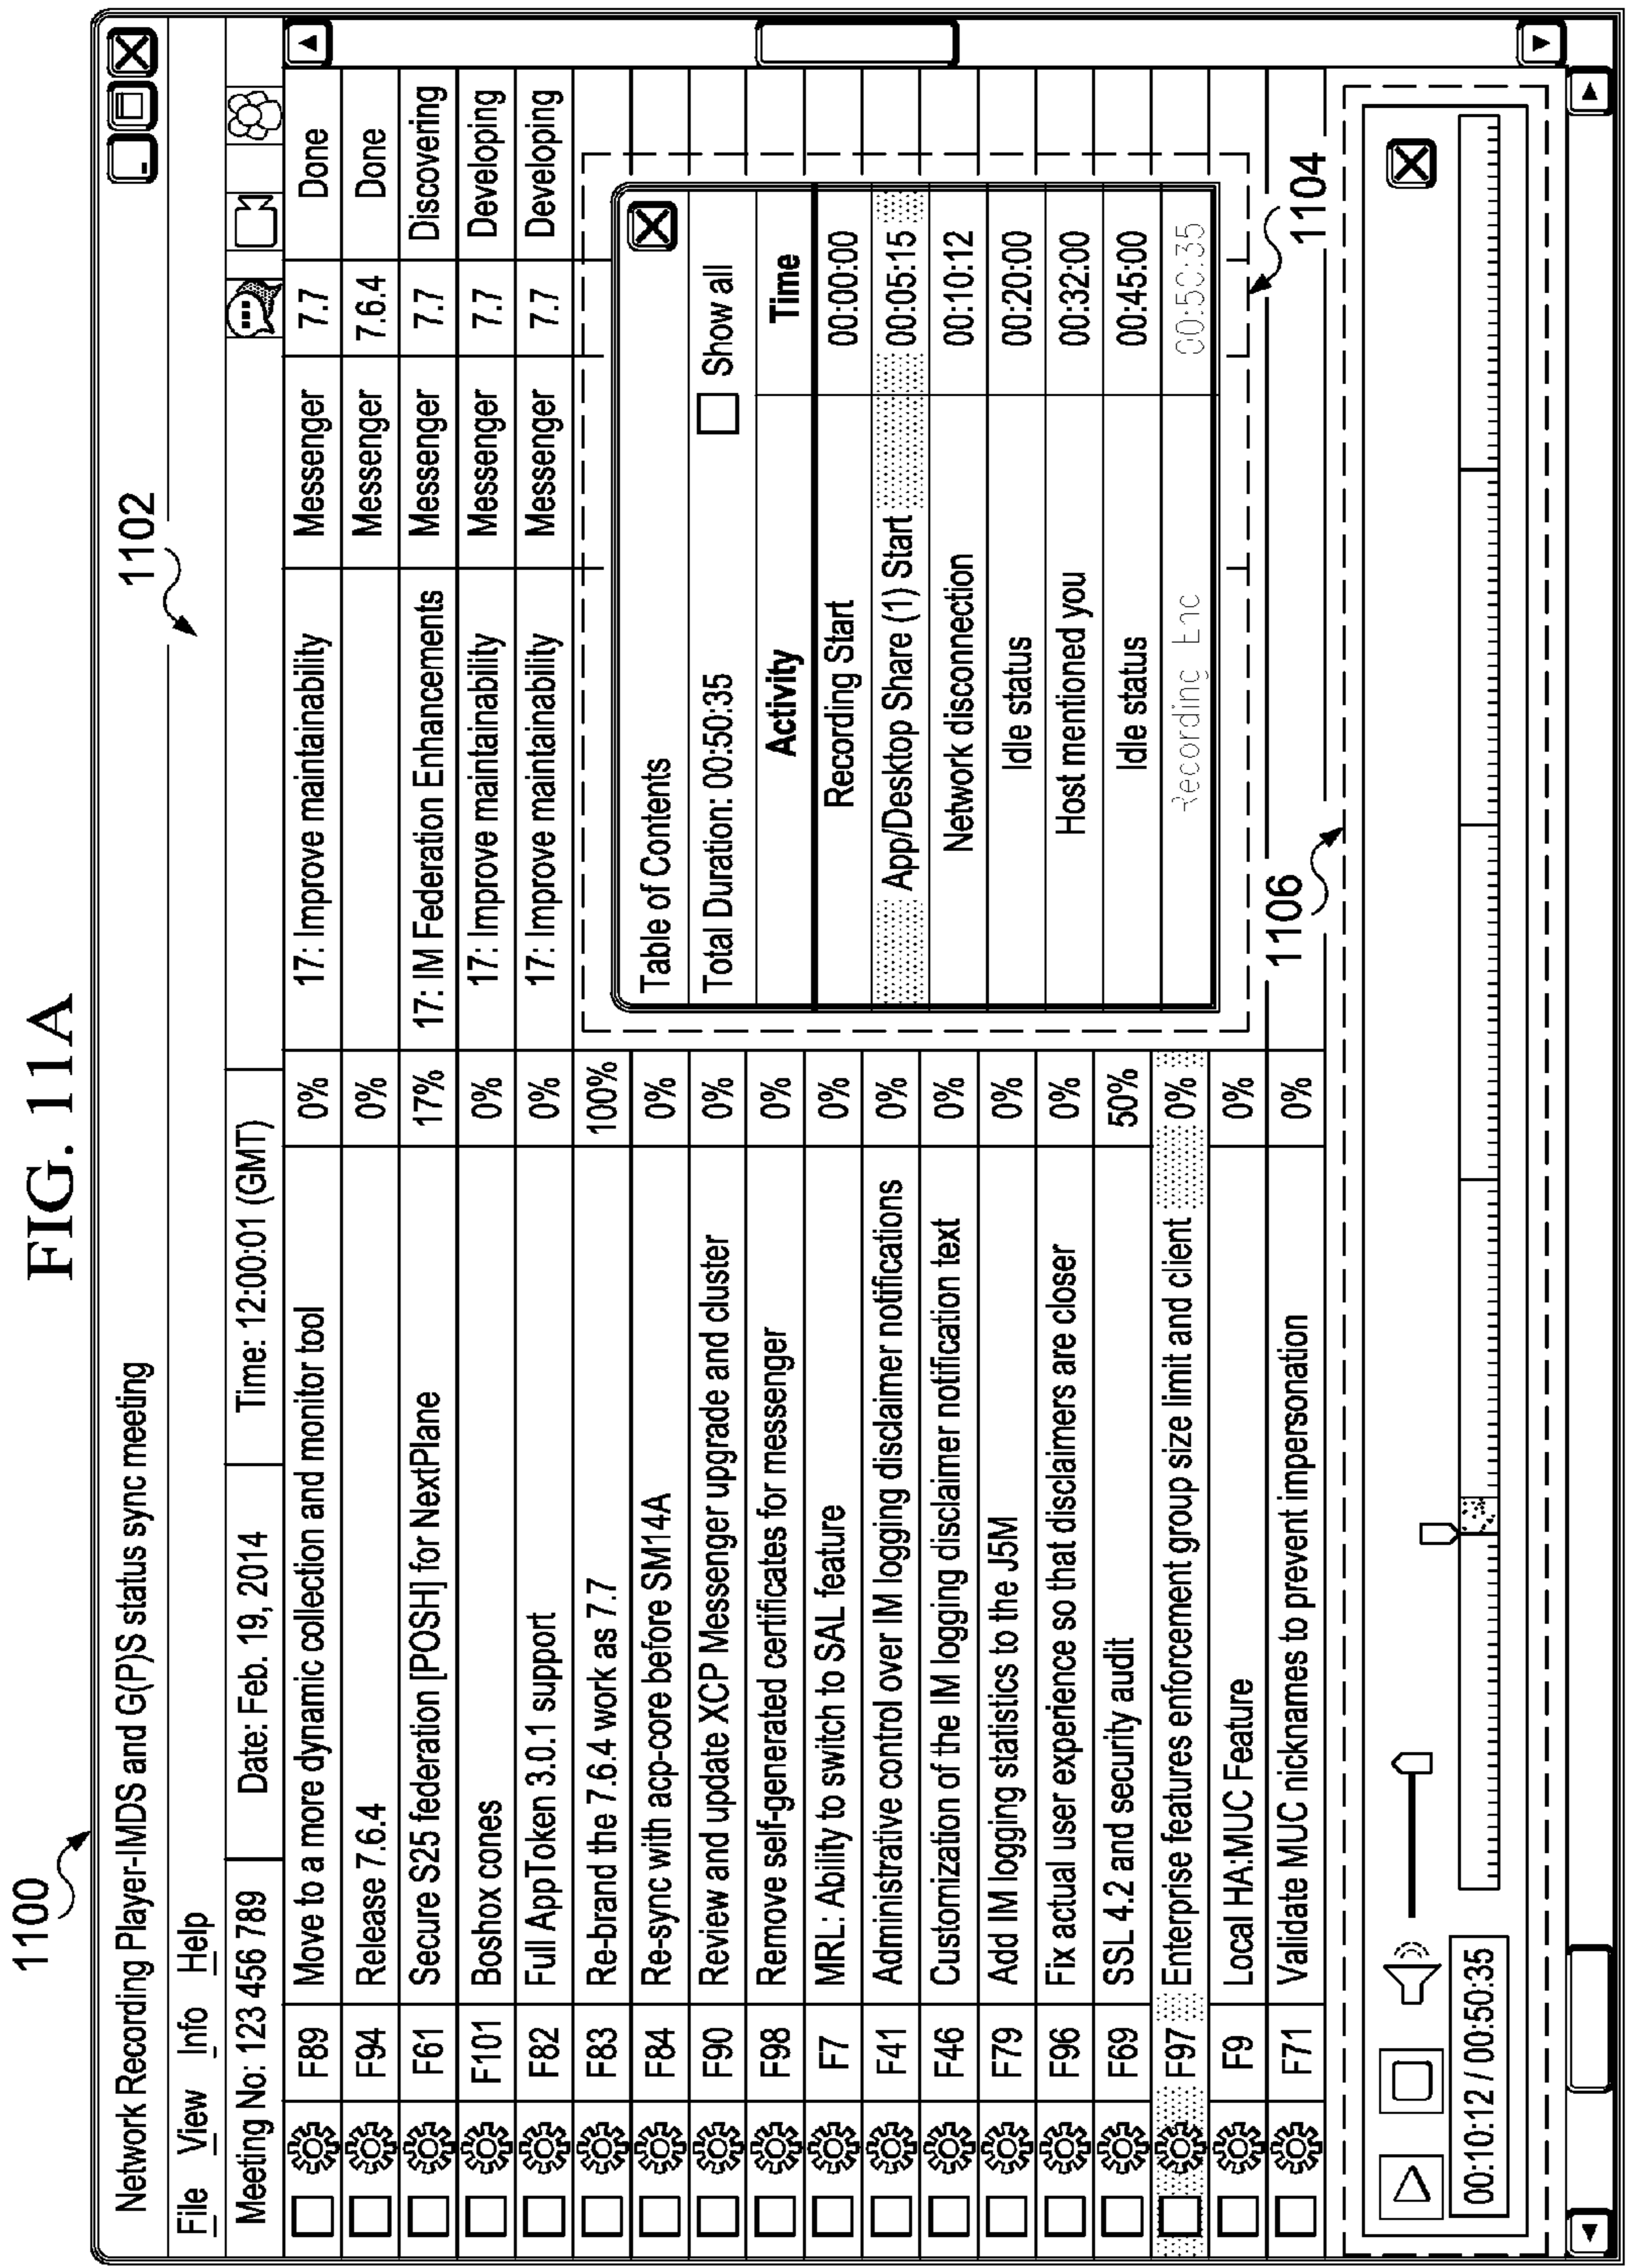 FIG. 11A
1100
Network Recording Player-IMDS and G(P)S status sync meeting
File View Info Help
1102
Meeting No: 123 456 789 Date: Feb. 19, 2014 Time: 12:00:01 (GMT)
F89 Move to a more dynamic collection and monitor tool 0% 17: Improve maintainability Messenger 7.7 Done
F94 Release 7.6.4 0% Messenger 7.6.4 Done
F61 Secure S25 federation [POSH] for NextPlane 17% 17: IM Federation Enhancements Messenger 7.7 Discovering
F101 Boshox cones 0% 17: Improve maintainability Messenger 7.7 Developing
F82 Full AppToken 3.0.1 support 0% 17: Improve maintainability Messenger 7.7 Developing
F83 Re-brand the 7.6.4 work as 7.7 100%
F84 Re-sync with acp-core before SM14A 0%
F90 Review and update XCP Messenger upgrade and cluster 0%
F98 Remove self-generated certificates for messenger 0%
F7 MRL: Ability to switch to SAL feature 0%
F41 Administrative control over IM logging disclaimer notifications 0%
F46 Customization of the IM logging disclaimer notification text 0%
F79 Add IM logging statistics to the J5M 0%
F96 Fix actual user experience so that disclaimers are closer 0%
F69 SSL 4.2 and security audit 50%
F97 Enterprise features enforcement group size limit and client 0%
F9 Local HA:MUC Feature 0%
F71 Validate MUC nicknames to prevent impersonation 0%
Table of Contents
Total Duration: 00:50:35 Show all
Activity Time
Recording Start 00:00:00
App/Desktop Share (1) Start 00:05:15
Network disconnection 00:10:12
Idle status 00:20:00
Host mentioned you 00:32:00
Idle status 00:45:00
Recording End 00:50:35
1104
1106
00:10:12 / 00:50:35